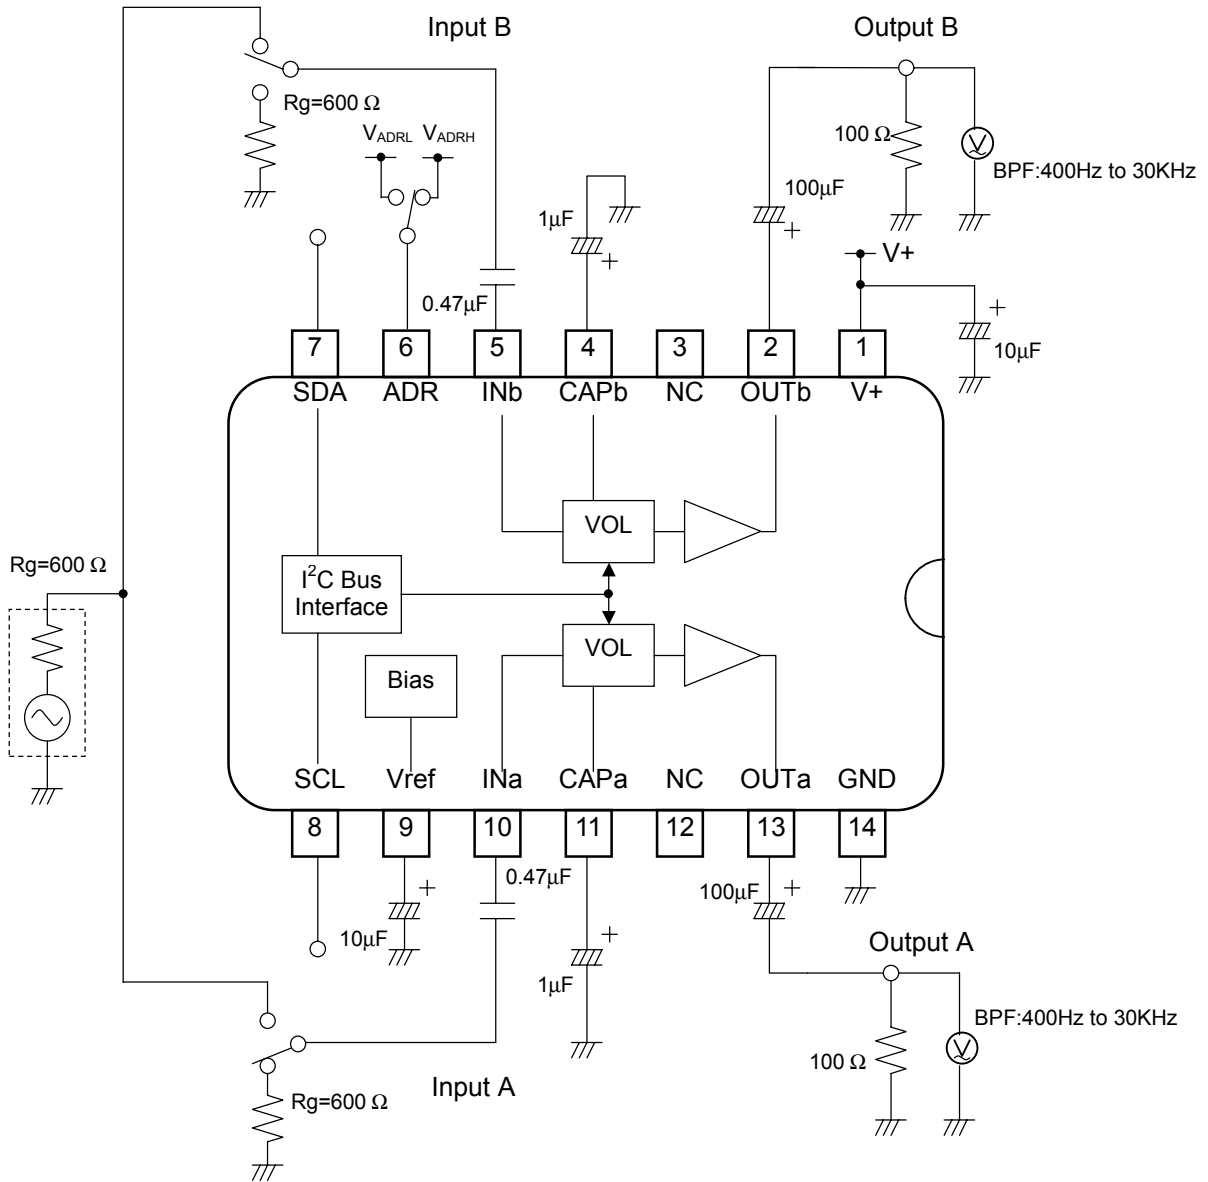 Input B
Output B
Rg=600 Ω
VADRL VADRH
100 Ω
BPF:400Hz to 30KHz
100μF
+
1μF
+
V+
0.47μF
+
10μF
7 6 5 4 3 2 1
SDA ADR INb CAPb NC OUTb V+
VOL
Rg=600 Ω
I²C Bus
Interface
VOL
Bias
SCL Vref INa CAPa NC OUTa GND
8 9 10 11 12 13 14
0.47μF
+
10μF
+
1μF
100μF
+
Output A
BPF:400Hz to 30KHz
100 Ω
Input A
Rg=600 Ω
V
V